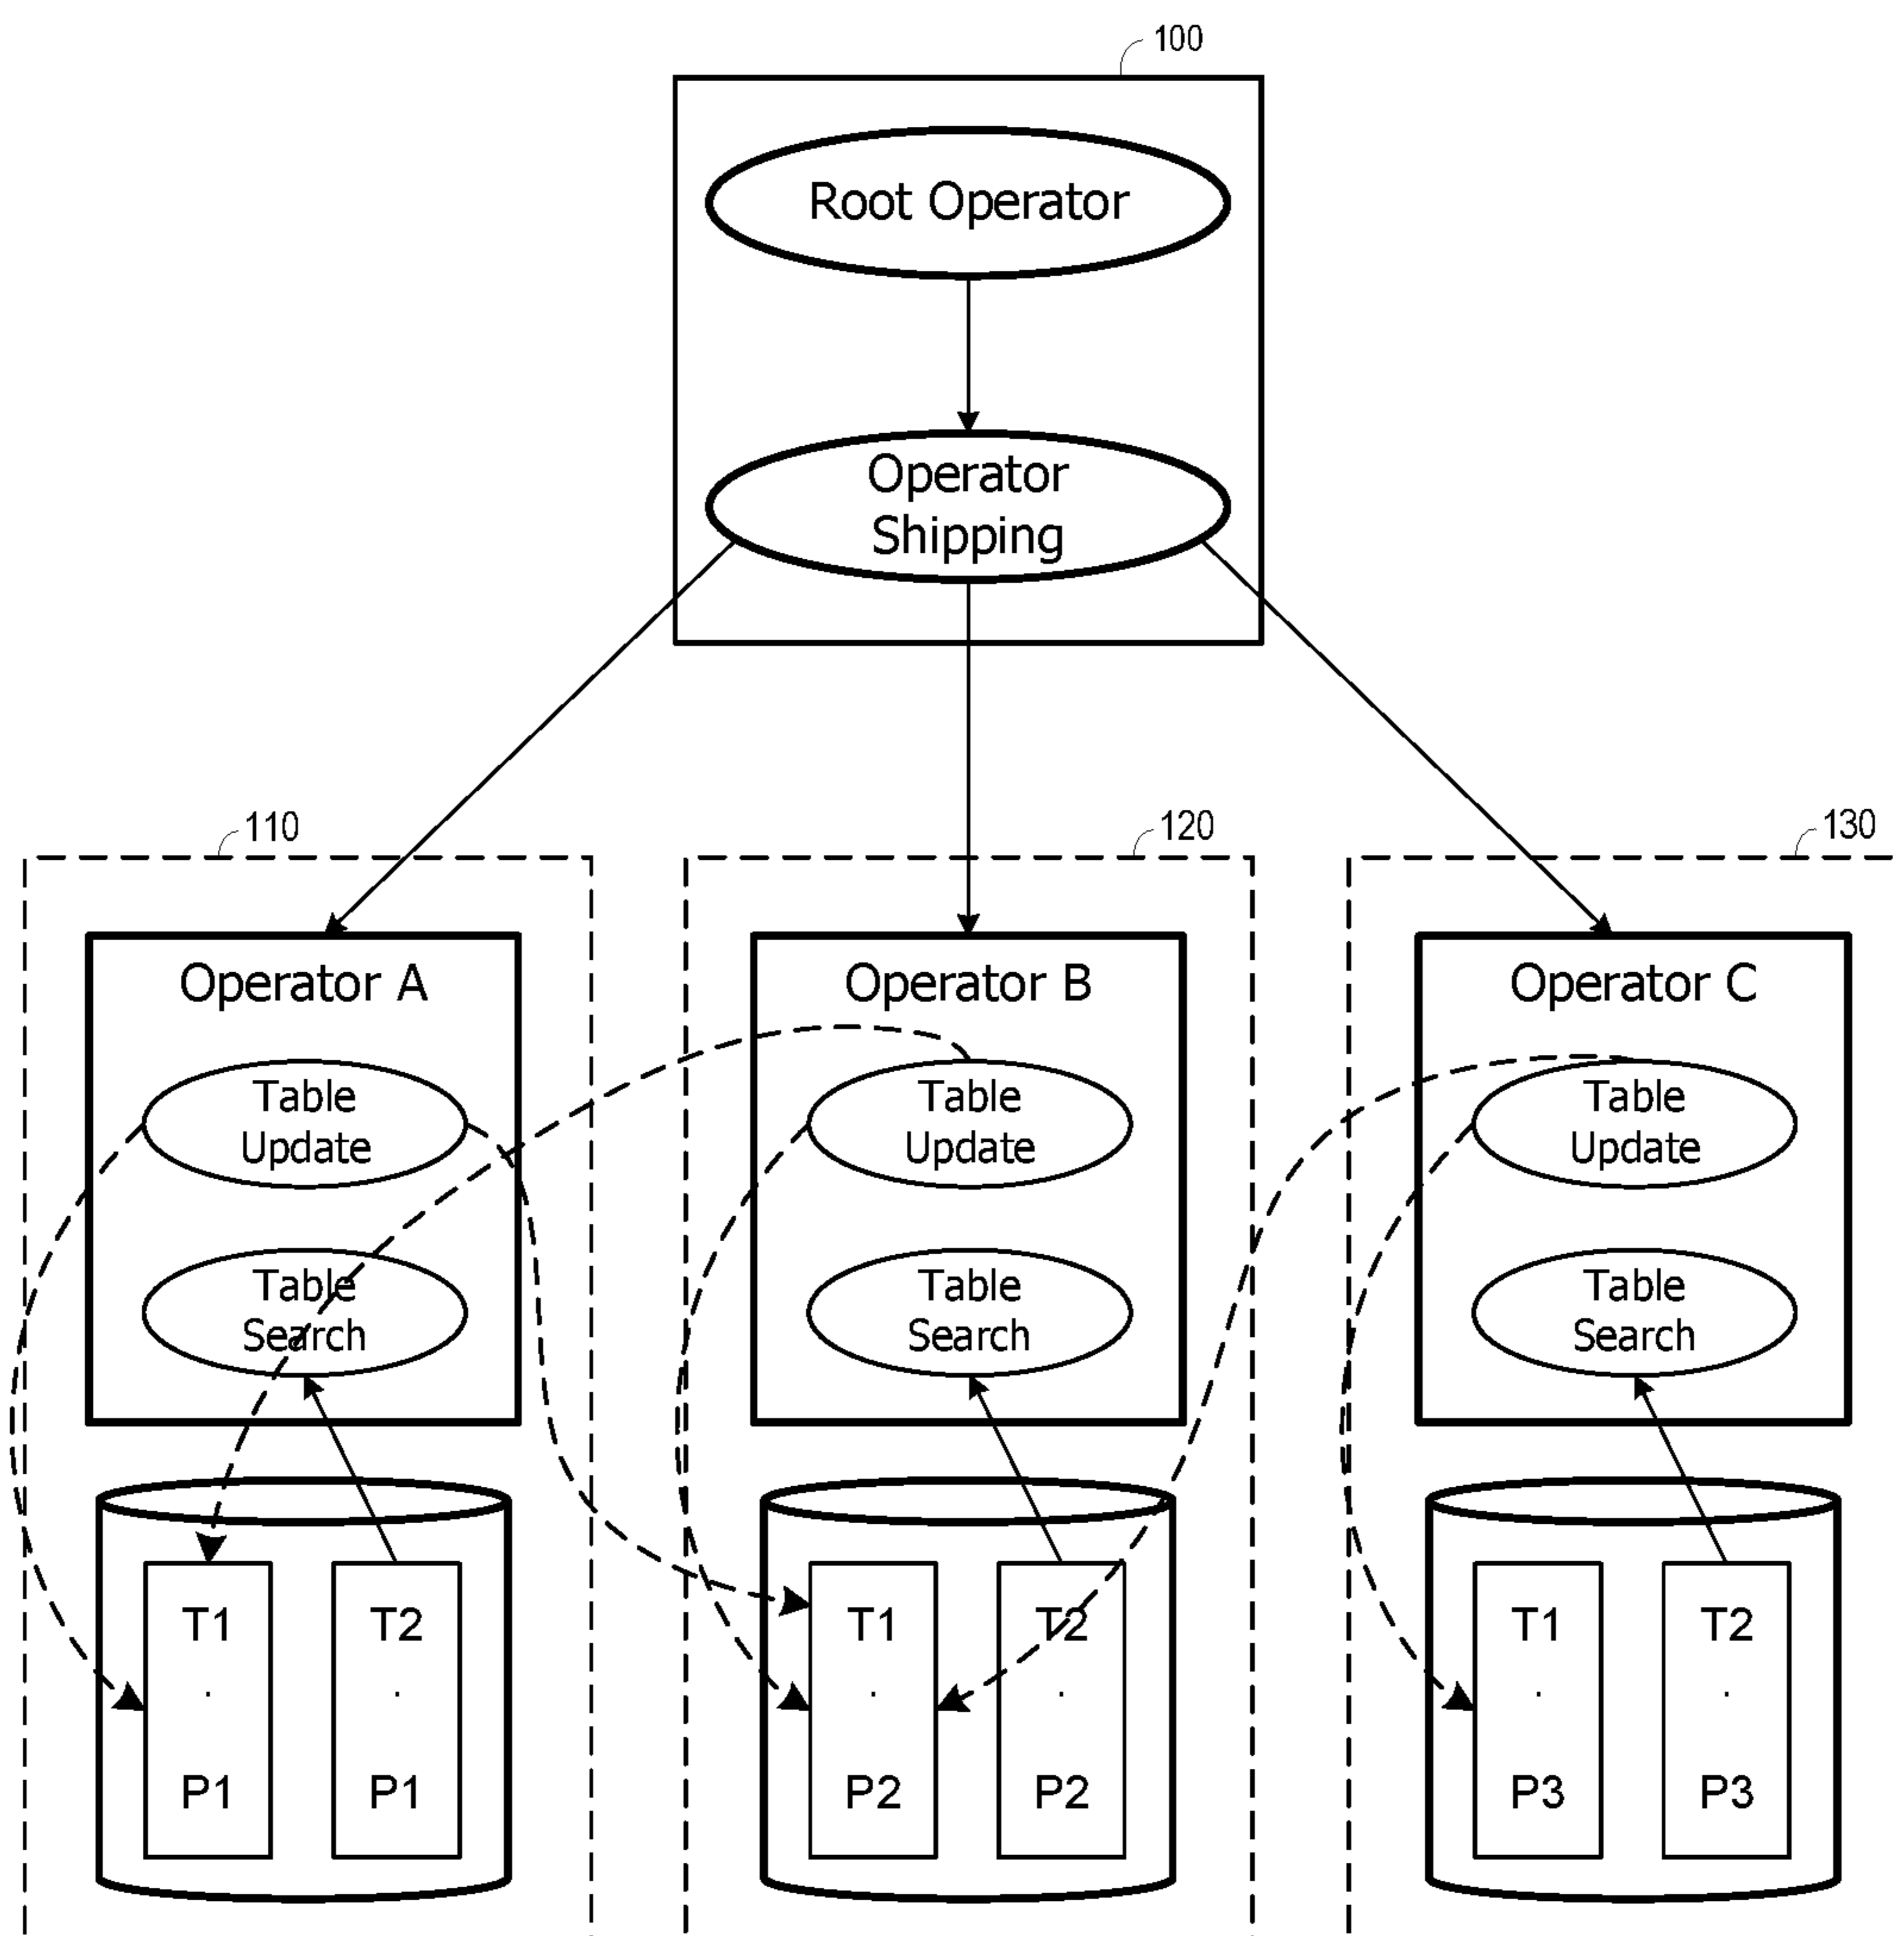 100
Root Operator
Operator
Shipping
110
120
130
Operator A
Operator B
Operator C
Table
Update
Table
Update
Table
Update
Table
Search
Table
Search
Table
Search
T1
.
P1
T2
.
P1
T1
.
P2
T2
.
P2
T1
.
P3
T2
.
P3